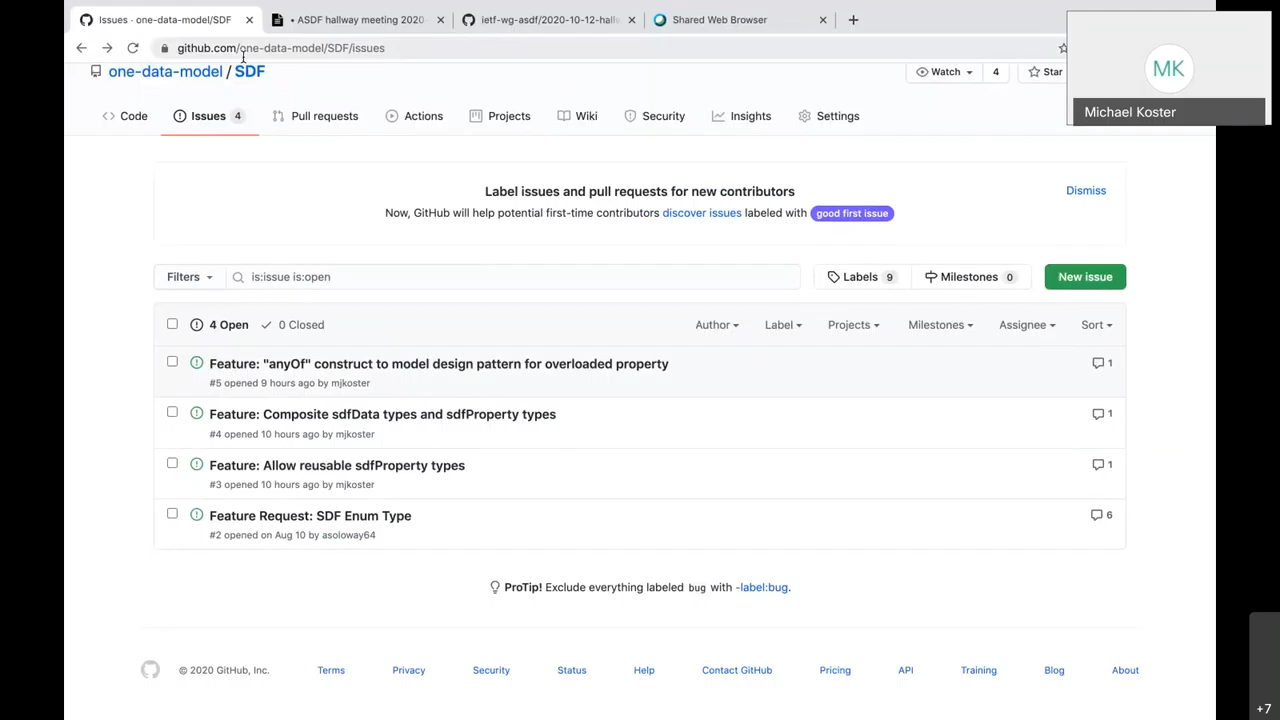 Issues · one-data-model/SDF
• ASDF hallway meeting 2020-
ietf-wg-asdf/2020-10-12-hall
Shared Web Browser
github.com/one-data-model/SDF/issues
one-data-model / SDF
Watch 4
Star
MK
Michael Koster
Code
Issues 4
Pull requests
Actions
Projects
Wiki
Security
Insights
Settings
Label issues and pull requests for new contributors
Dismiss
Now, GitHub will help potential first-time contributors discover issues labeled with good first issue
Filters
is:issue is:open
Labels 9
Milestones 0
New issue
4 Open
0 Closed
Author
Label
Projects
Milestones
Assignee
Sort
Feature: "anyOf" construct to model design pattern for overloaded property
1
#5 opened 9 hours ago by mjkoster
Feature: Composite sdfData types and sdfProperty types
1
#4 opened 10 hours ago by mjkoster
Feature: Allow reusable sdfProperty types
1
#3 opened 10 hours ago by mjkoster
Feature Request: SDF Enum Type
6
#2 opened on Aug 10 by asoloway64
ProTip! Exclude everything labeled bug with -label:bug.
© 2020 GitHub, Inc.
Terms
Privacy
Security
Status
Help
Contact GitHub
Pricing
API
Training
Blog
About
+7